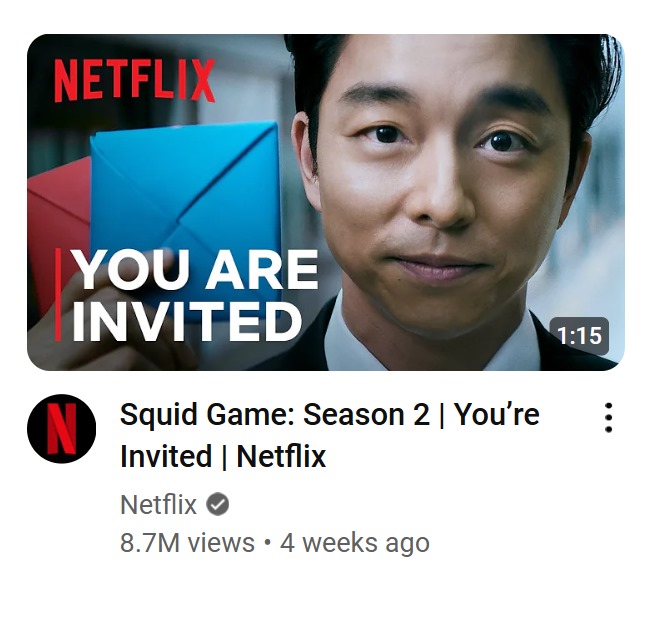 NETFLIX
YOU ARE
INVITED
1:15
N
Squid Game: Season 2 | You’re
Invited | Netflix
Netflix
8.7M views • 4 weeks ago